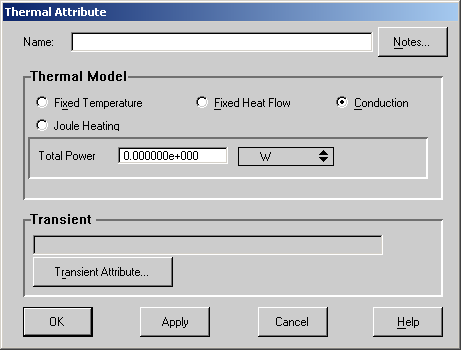 Thermal Attribute
Name: Notes...
Thermal Model
Fixed Temperature Fixed Heat Flow Conduction
Joule Heating
Total Power 0.000000e+000 W
Transient
Transient Attribute...
OK Apply Cancel Help